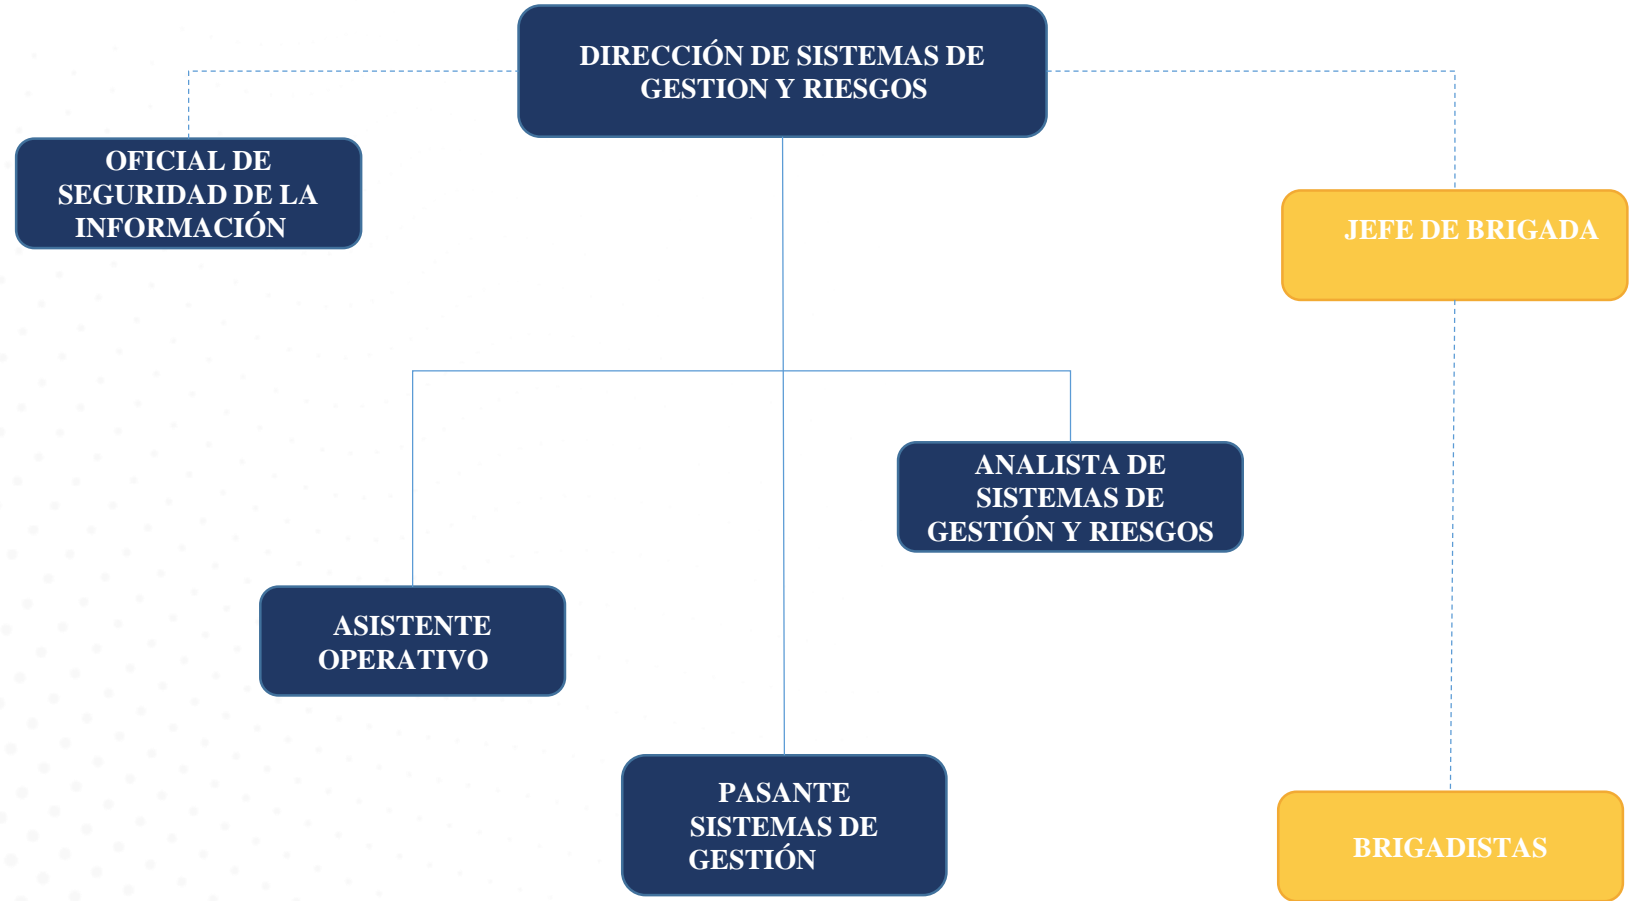 DIRECCIÓN DE SISTEMAS DE
GESTION Y RIESGOS
OFICIAL DE
SEGURIDAD DE LA
INFORMACIÓN
JEFE DE BRIGADA
ANALISTA DE
SISTEMAS DE
GESTIÓN Y RIESGOS
ASISTENTE
OPERATIVO
PASANTE
SISTEMAS DE
GESTIÓN
BRIGADISTAS